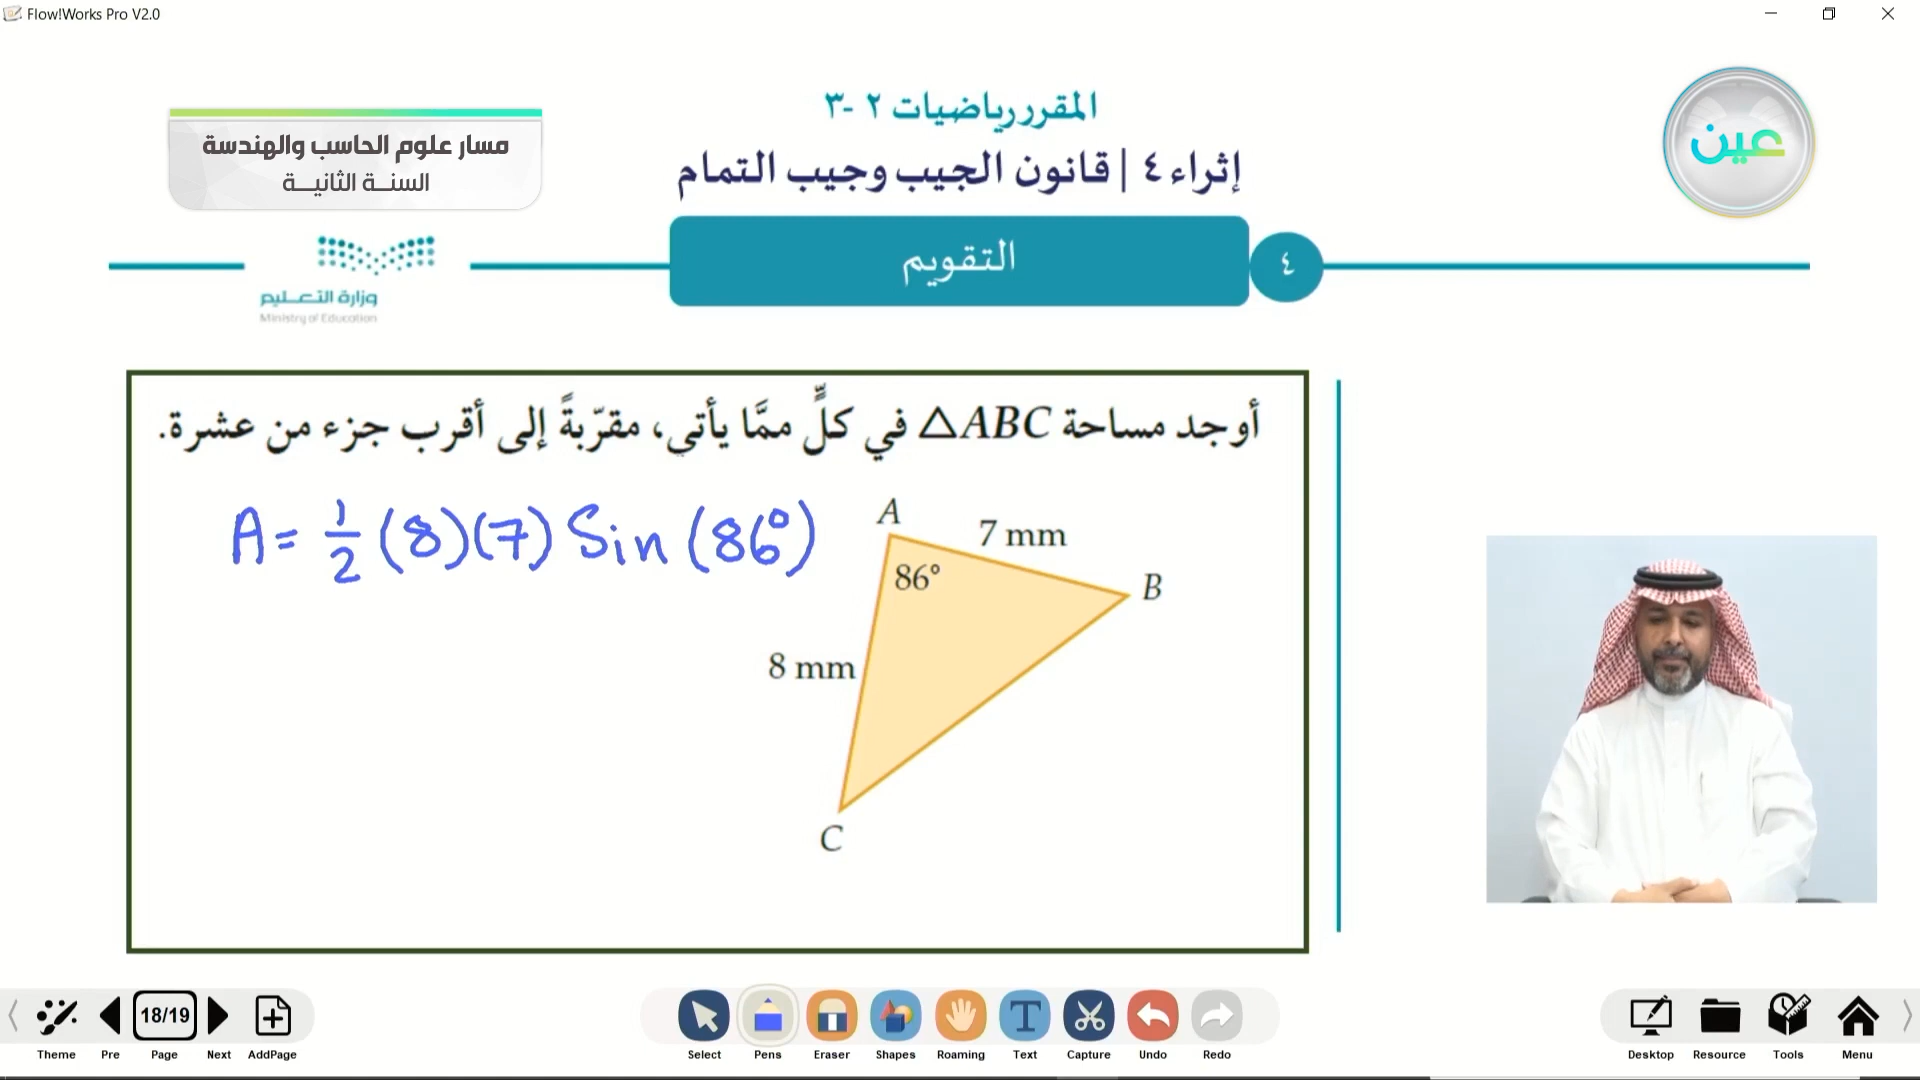 Flow!Works Pro V2.0
المقرر رياضيات ٢ -٣
إثراء ٤ | قانون الجيب وجيب التمام
مسار علوم الحاسب والهندسة
السنة الثانية
عين
التقويم
٤
وزارة التعليم
Ministry of Education
أوجد مساحة △ABC في كلٍّ ممَّا يأتي، مقرّبةً إلى أقرب جزء من عشرة.
A = 1/2 (8)(7) Sin (86°)
A
7 mm
86°
B
8 mm
C
18/19
Theme Pre Page Next AddPage
Select Pens Eraser Shapes Roaming Text Capture Undo Redo
Desktop Resource Tools Menu